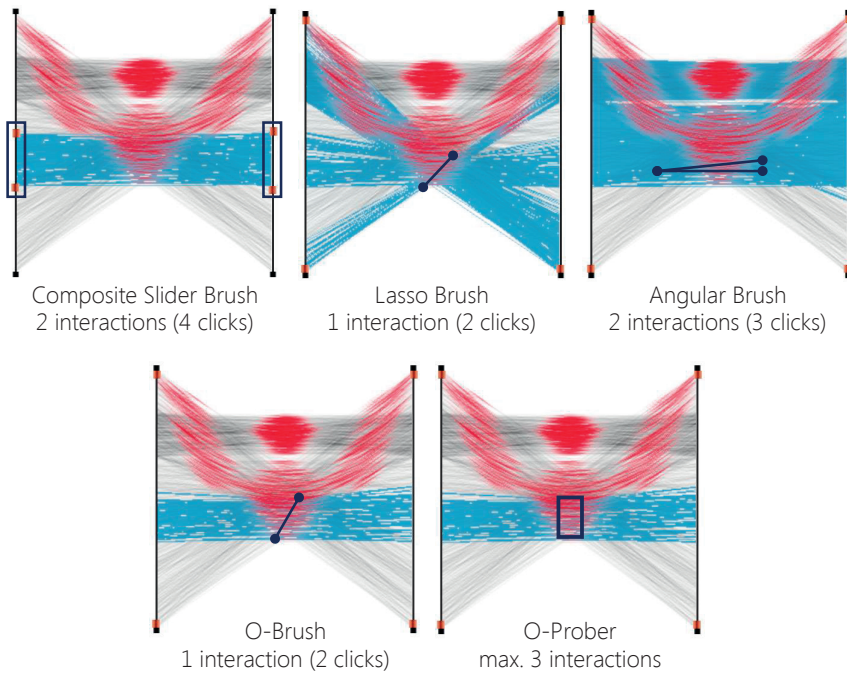 Composite Slider Brush
2 interactions (4 clicks)
Lasso Brush
1 interaction (2 clicks)
Angular Brush
2 interactions (3 clicks)
O-Brush
1 interaction (2 clicks)
O-Prober
max. 3 interactions